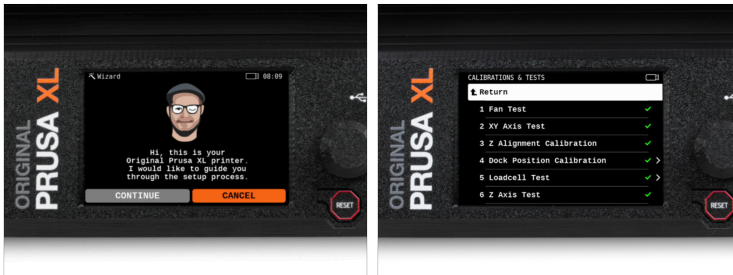 ORIGINAL
PRUSA XL
Wizard
08:09
Hi, this is your
Original Prusa XL printer.
I would like to guide you
through the setup process.
CONTINUE
CANCEL
RESET
ORIGINAL
PRUSA XL
CALIBRATIONS & TESTS
Return
1 Fan Test
2 XY Axis Test
3 Z Alignment Calibration
4 Dock Position Calibration
5 Loadcell Test
6 Z Axis Test
RESET